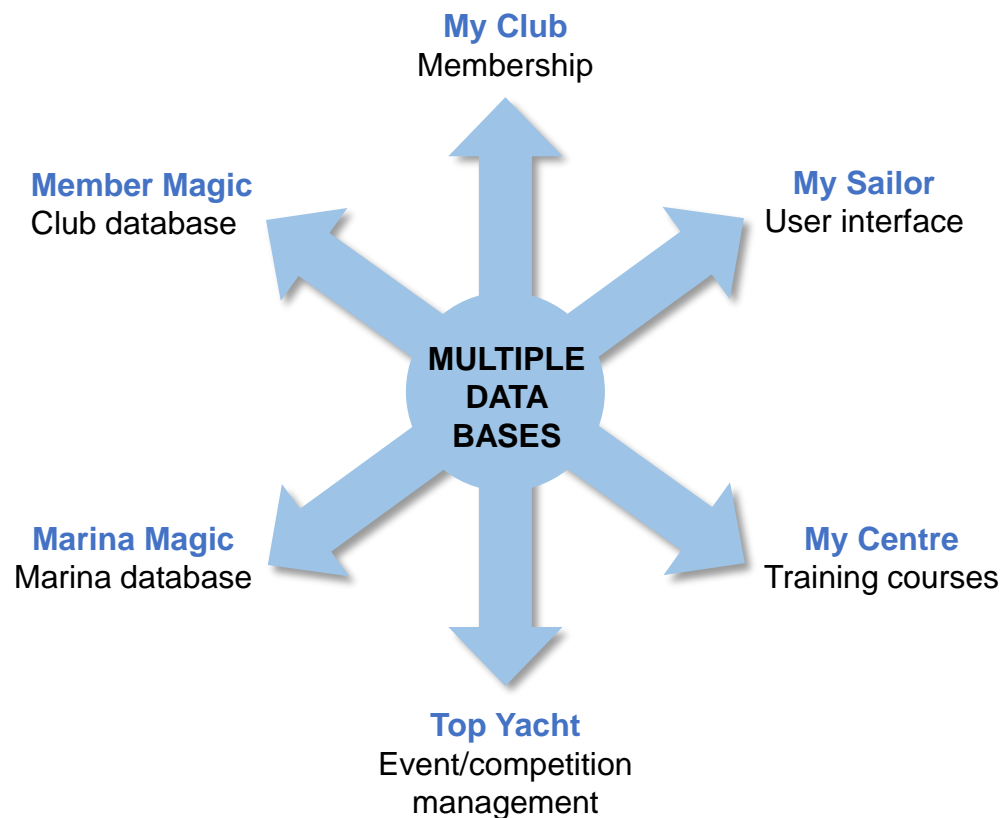 My Club
Membership
Member Magic
Club database
My Sailor
User interface
MULTIPLE
DATA
BASES
Marina Magic
Marina database
My Centre
Training courses
Top Yacht
Event/competition
management